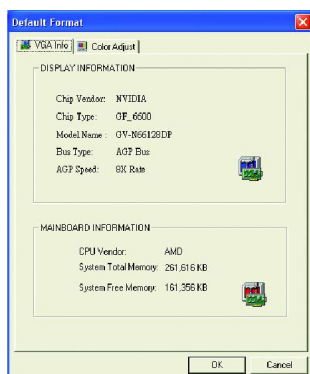 Default Format
VGA Info Color Adjust
DISPLAY INFORMATION
Chip Vendor: NVIDIA
Chip Type: GF_6600
Model Name : GV-N66128DP
Bus Type: AGP Bus
AGP Speed: 8X Rate
MAINBOARD INFORMATION
CPU Vendor: AMD
System Total Memory: 261,616 KB
System Free Memory: 161,356 KB
OK Cancel